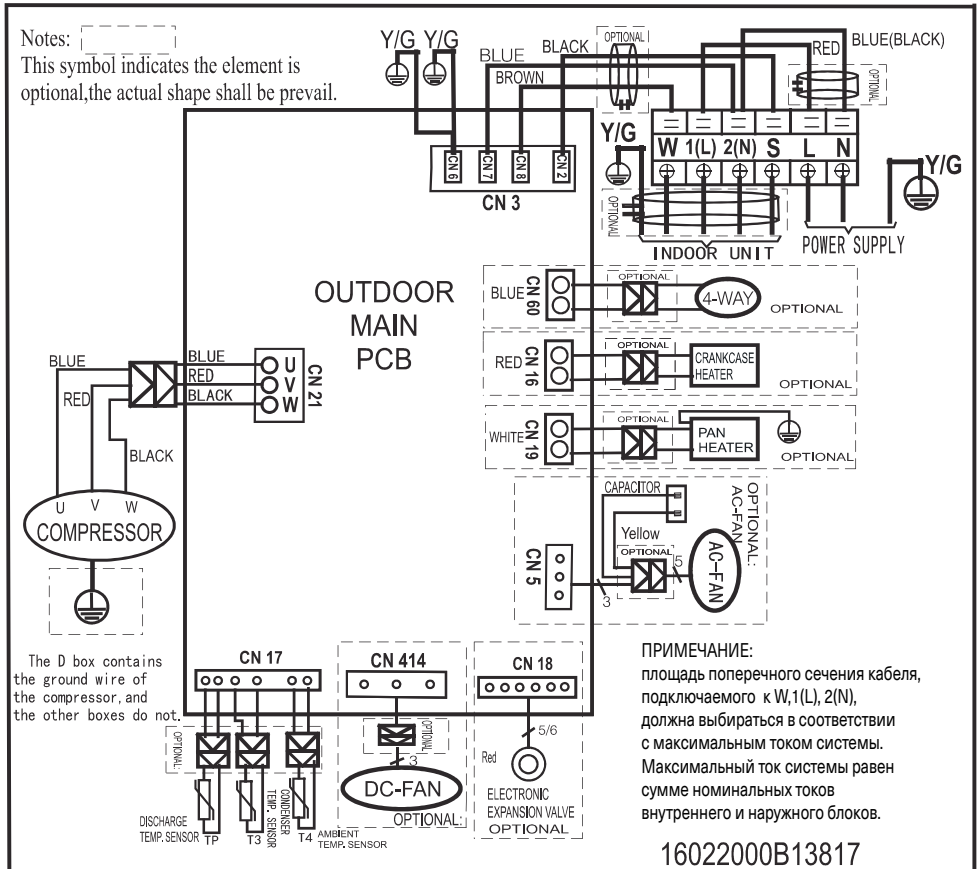 Notes:
This symbol indicates the element is
optional,the actual shape shall be prevail.
Y/G Y/G
BLUE
BLACK
BROWN
OPTIONAL
RED
BLUE(BLACK)
OPTIONAL
Y/G
W 1(L) 2(N) S L N
Y/G
CN 6
CN 7
CN 8
CN 2
CN 3
OPTIONAL
INDOOR UNIT
POWER SUPPLY
OUTDOOR
MAIN
PCB
BLUE
CN 60
OPTIONAL
4-WAY
OPTIONAL
RED
CN 16
OPTIONAL
CRANKCASE
HEATER
OPTIONAL
WHITE
CN 19
OPTIONAL
PAN
HEATER
OPTIONAL
BLUE
RED
BLACK
BLUE
RED
BLACK
U
V
W
CN 21
U V W
COMPRESSOR
CAPACITOR
OPTIONAL:
AC-FAN
Yellow
OPTIONAL
CN 5
3
5
AC-FAN
The D box contains
the ground wire of
the compressor,and
the other boxes do not.
CN 17
OPTIONAL:
DISCHARGE
TEMP. SENSOR
TP
CONDENSER
TEMP. SENSOR
T3
T4
AMBIENT
TEMP. SENSOR
CN 414
OPTIONAL
3
DC-FAN
OPTIONAL:
CN 18
5/6
Red
ELECTRONIC
EXPANSION VALVE
OPTIONAL
ПРИМЕЧАНИЕ:
площадь поперечного сечения кабеля,
подключаемого к W,1(L), 2(N),
должна выбираться в соответствии
с максимальным током системы.
Максимальный ток системы равен
сумме номинальных токов
внутреннего и наружного блоков.
16022000B13817